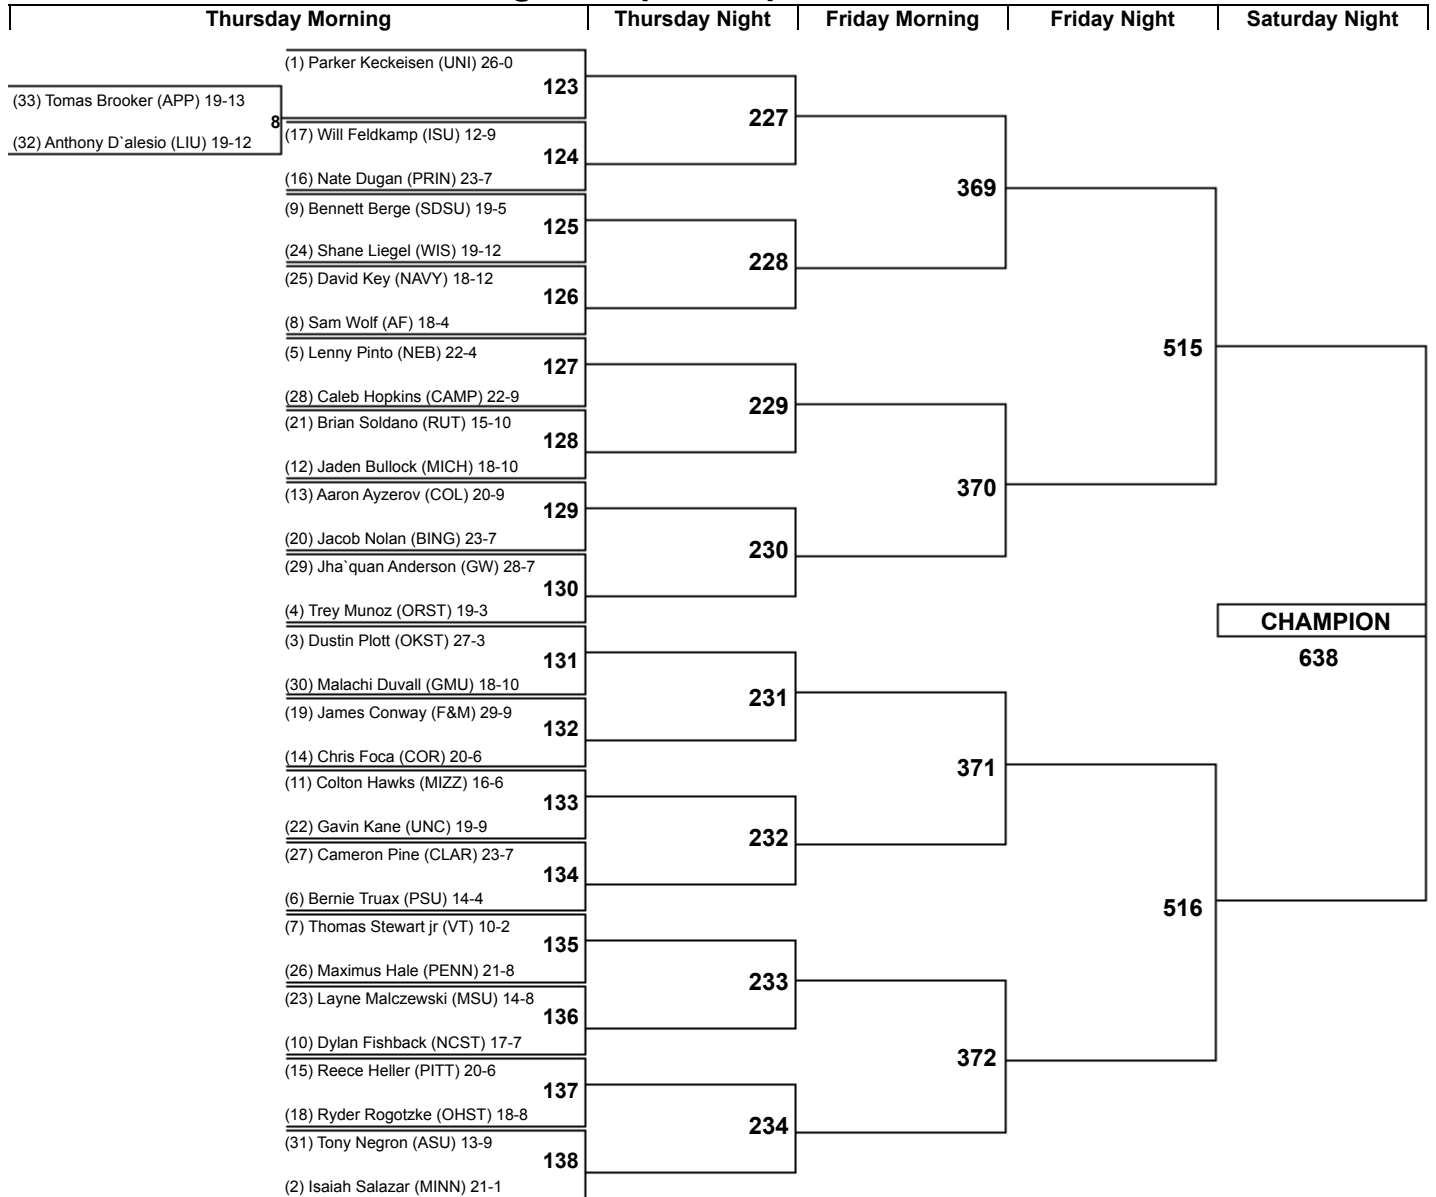 Thursday Morning Thursday Night Friday Morning Friday Night Saturday Night
(1) Parker Keckeisen (UNI) 26-0
123
(33) Tomas Brooker (APP) 19-13
8
(32) Anthony D`alesio (LIU) 19-12
(17) Will Feldkamp (ISU) 12-9
124
(16) Nate Dugan (PRIN) 23-7
(9) Bennett Berge (SDSU) 19-5
125
(24) Shane Liegel (WIS) 19-12
(25) David Key (NAVY) 18-12
126
(8) Sam Wolf (AF) 18-4
(5) Lenny Pinto (NEB) 22-4
127
(28) Caleb Hopkins (CAMP) 22-9
(21) Brian Soldano (RUT) 15-10
128
(12) Jaden Bullock (MICH) 18-10
(13) Aaron Ayzerov (COL) 20-9
129
(20) Jacob Nolan (BING) 23-7
(29) Jha`quan Anderson (GW) 28-7
130
(4) Trey Munoz (ORST) 19-3
(3) Dustin Plott (OKST) 27-3
131
(30) Malachi Duvall (GMU) 18-10
(19) James Conway (F&M) 29-9
132
(14) Chris Foca (COR) 20-6
(11) Colton Hawks (MIZZ) 16-6
133
(22) Gavin Kane (UNC) 19-9
(27) Cameron Pine (CLAR) 23-7
134
(6) Bernie Truax (PSU) 14-4
(7) Thomas Stewart jr (VT) 10-2
135
(26) Maximus Hale (PENN) 21-8
(23) Layne Malczewski (MSU) 14-8
136
(10) Dylan Fishback (NCST) 17-7
(15) Reece Heller (PITT) 20-6
137
(18) Ryder Rogotzke (OHST) 18-8
(31) Tony Negron (ASU) 13-9
138
(2) Isaiah Salazar (MINN) 21-1
227
228
229
230
231
232
233
234
369
370
371
372
515
516
CHAMPION
638